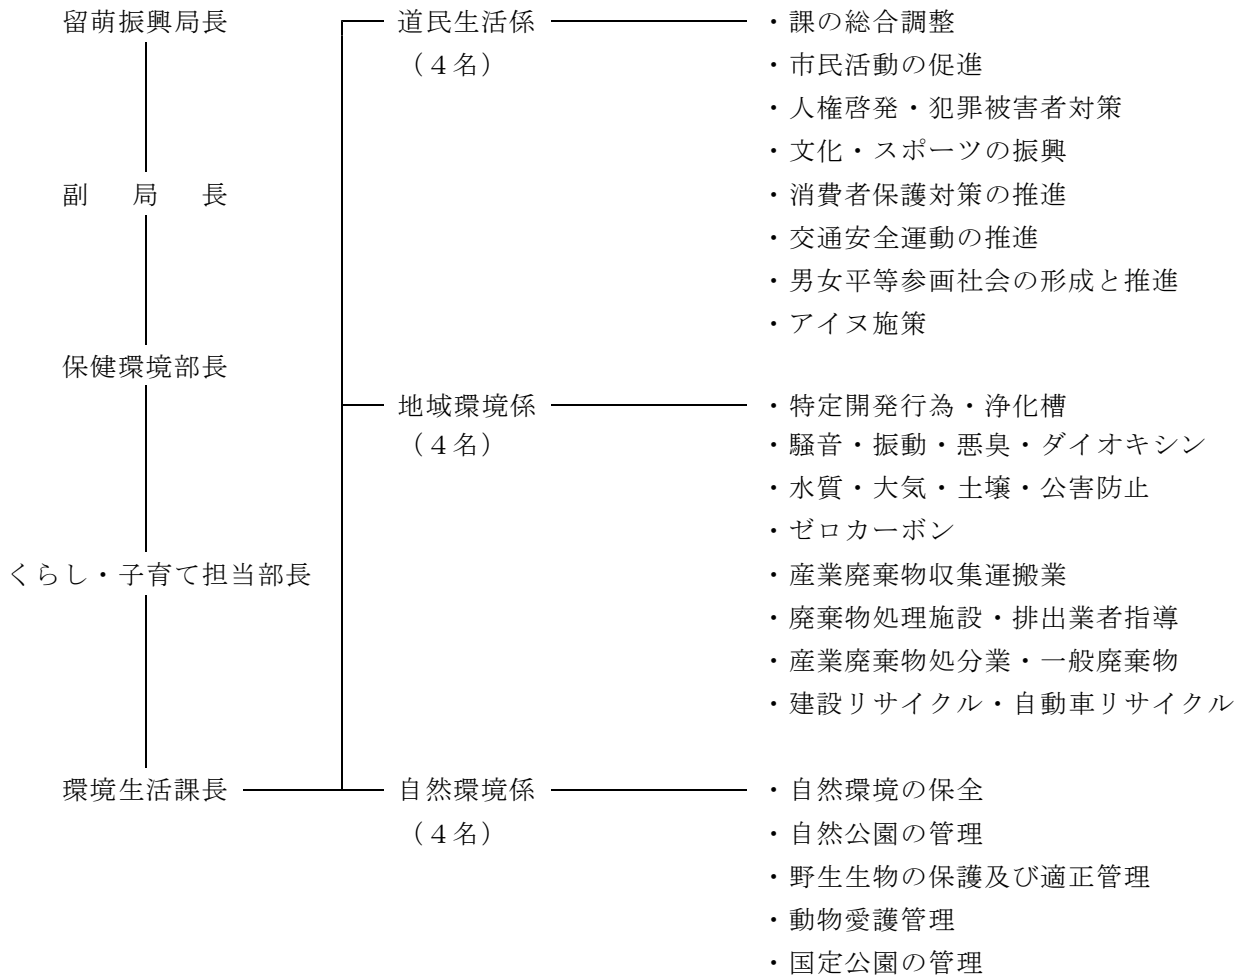 留萌振興局長
副　局　長
保健環境部長
くらし・子育て担当部長
環境生活課長
道民生活係
（４名）
・課の総合調整
・市民活動の促進
・人権啓発・犯罪被害者対策
・文化・スポーツの振興
・消費者保護対策の推進
・交通安全運動の推進
・男女平等参画社会の形成と推進
・アイヌ施策
地域環境係
（４名）
・特定開発行為・浄化槽
・騒音・振動・悪臭・ダイオキシン
・水質・大気・土壌・公害防止
・ゼロカーボン
・産業廃棄物収集運搬業
・廃棄物処理施設・排出業者指導
・産業廃棄物処分業・一般廃棄物
・建設リサイクル・自動車リサイクル
自然環境係
（４名）
・自然環境の保全
・自然公園の管理
・野生生物の保護及び適正管理
・動物愛護管理
・国定公園の管理